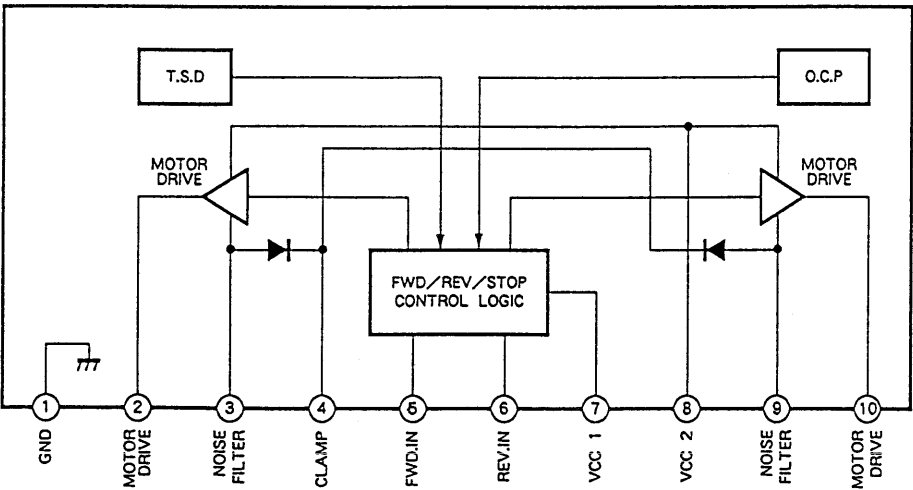 T.S.D
O.C.P
MOTOR
DRIVE
MOTOR
DRIVE
FWD/REV/STOP
CONTROL LOGIC
1
2
3
4
5
6
7
8
9
10
GND
MOTOR
DRIVE
NOISE
FILTER
CLAMP
FWD.IN
REV.IN
VCC 1
VCC 2
NOISE
FILTER
MOTOR
DRIVE